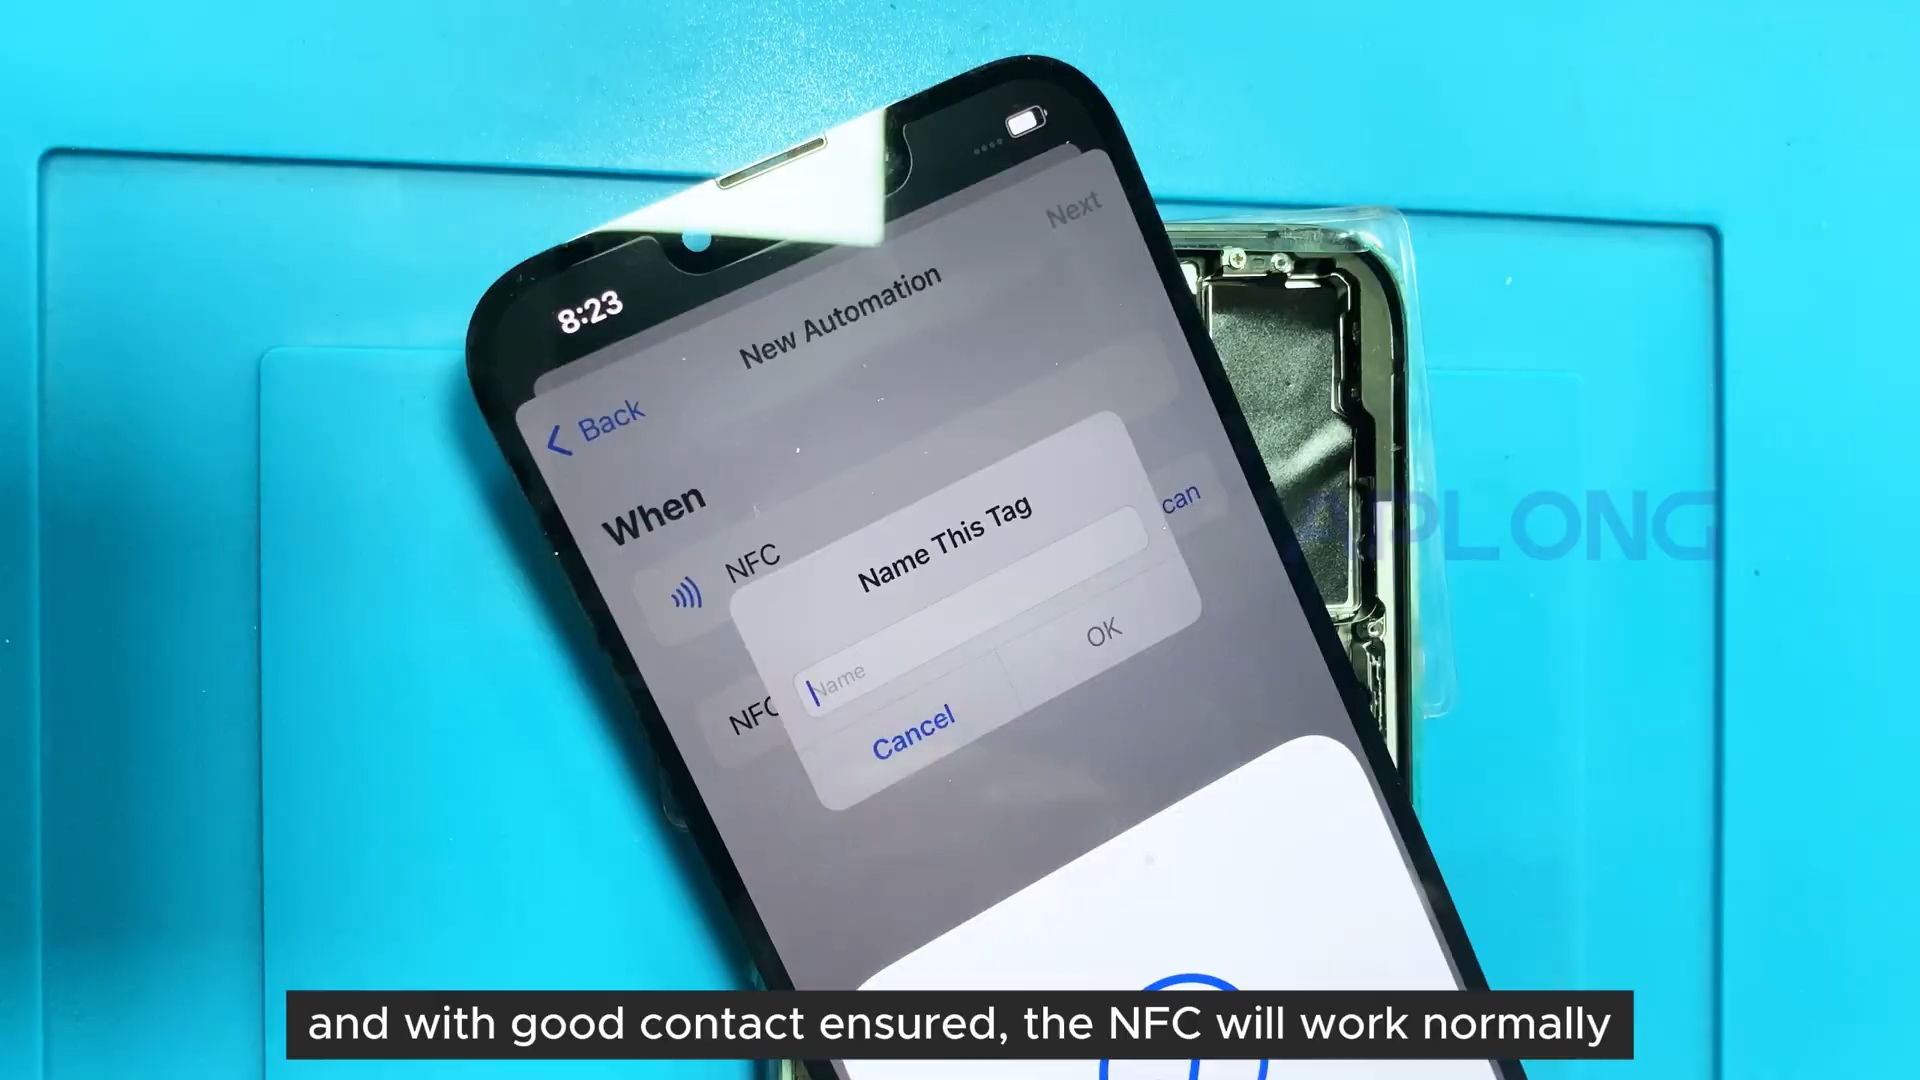 8:23
Next
New Automation
Back
When
NFC
can
Name This Tag
Name
NFC
OK
Cancel
AIPLONG
and with good contact ensured, the NFC will work normally